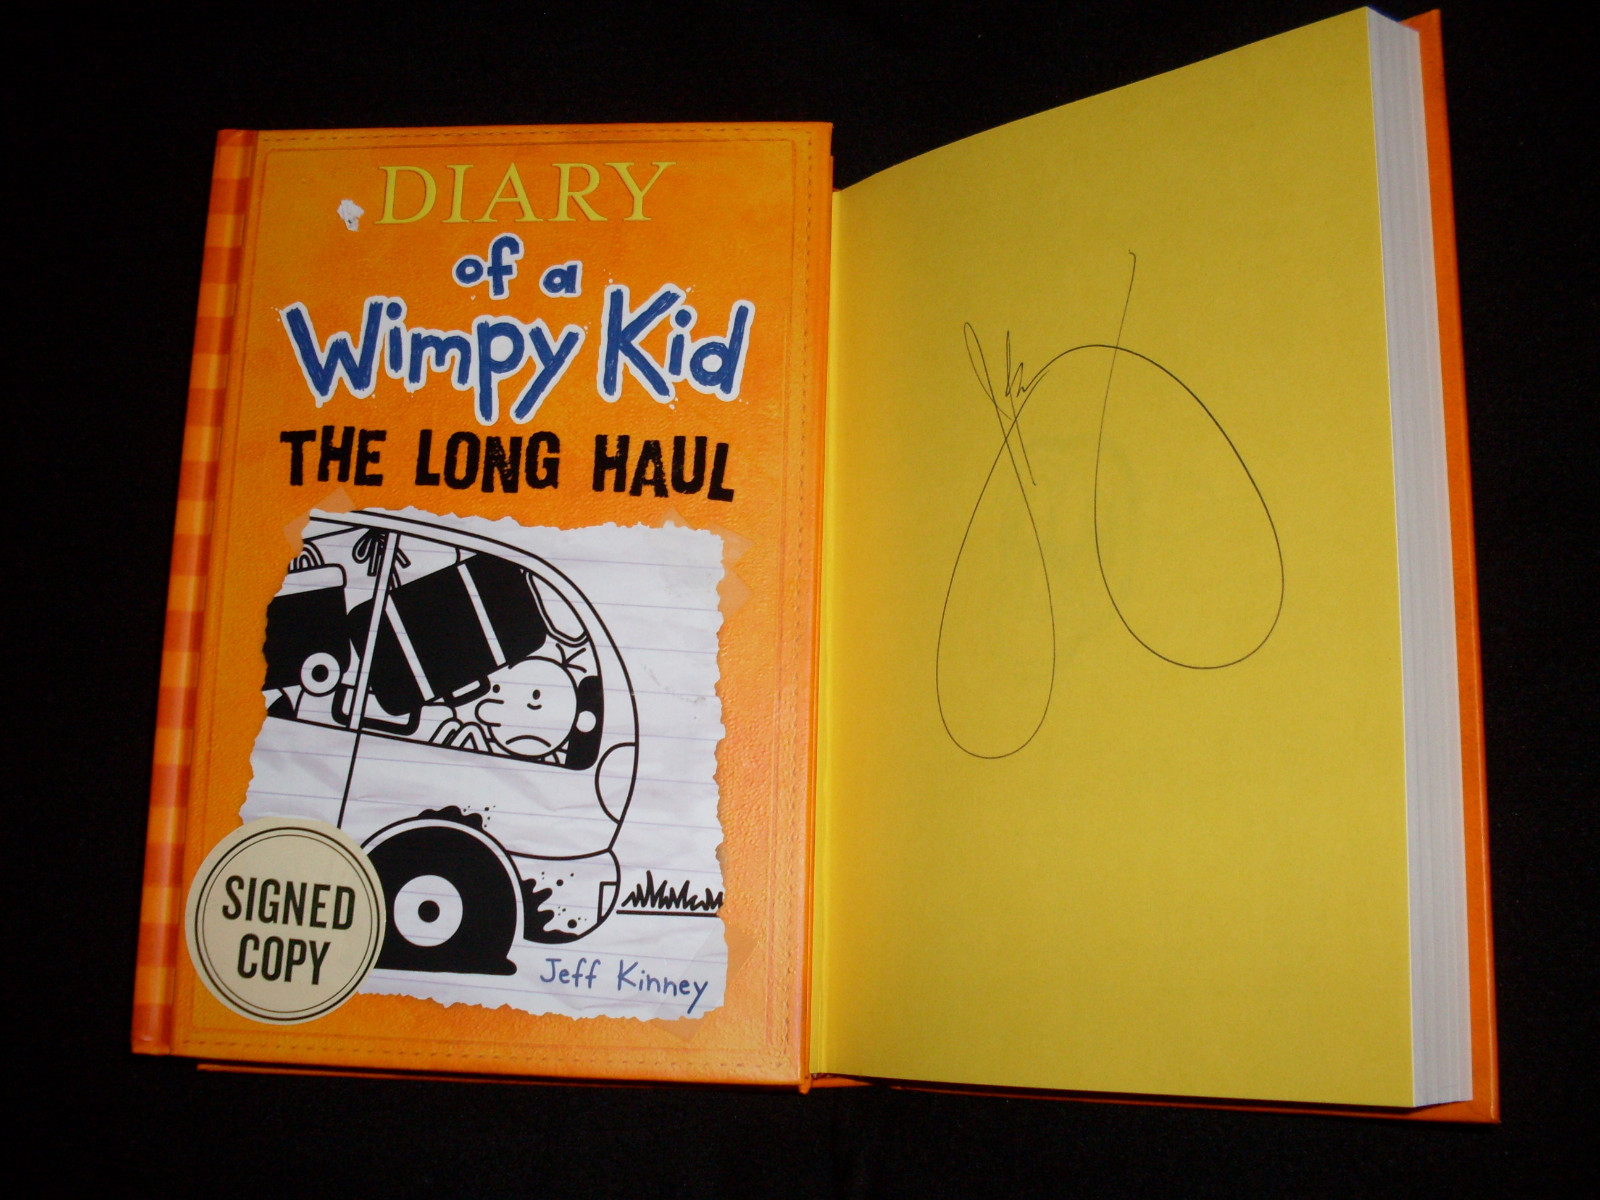 DIARY
of a
Wimpy Kid
THE LONG HAUL
SIGNED
COPY
Jeff Kinney